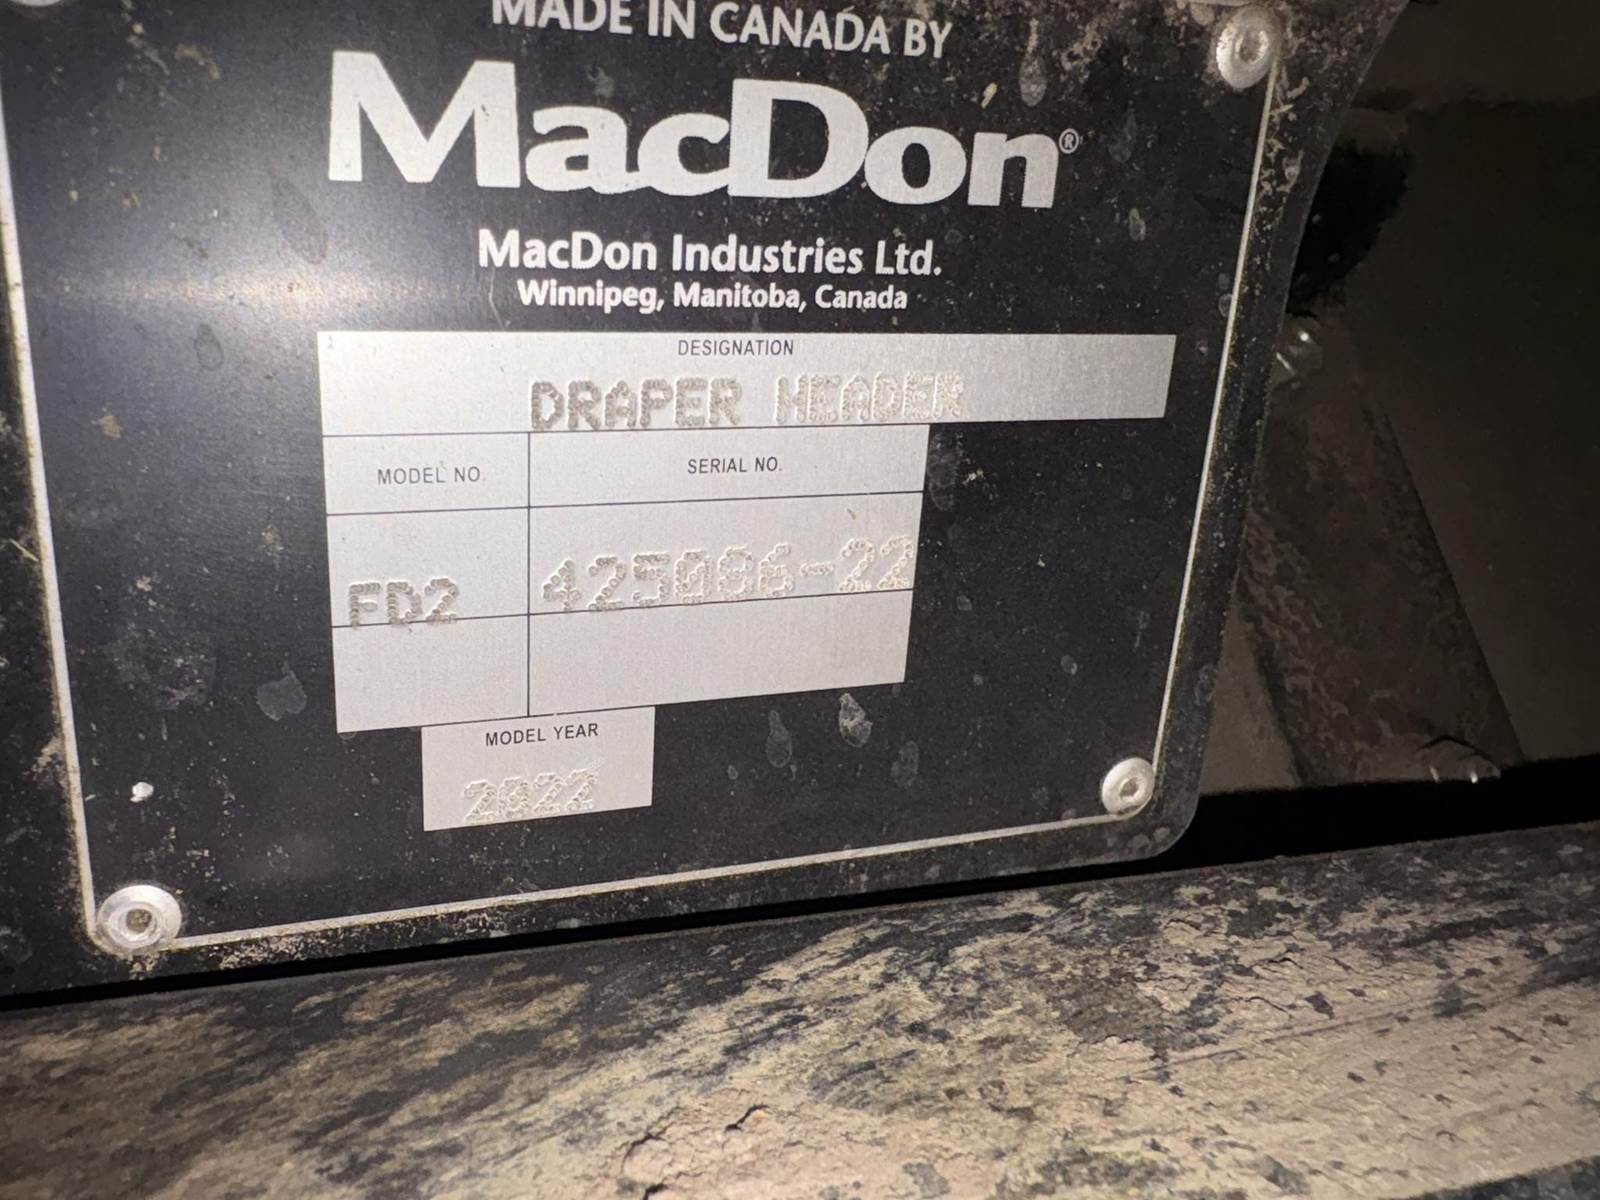 MADE IN CANADA BY
MacDon®
MacDon Industries Ltd.
Winnipeg, Manitoba, Canada
DESIGNATION
DRAPER HEADER
MODEL NO.
SERIAL NO.
FD2
425086-22
MODEL YEAR
2022